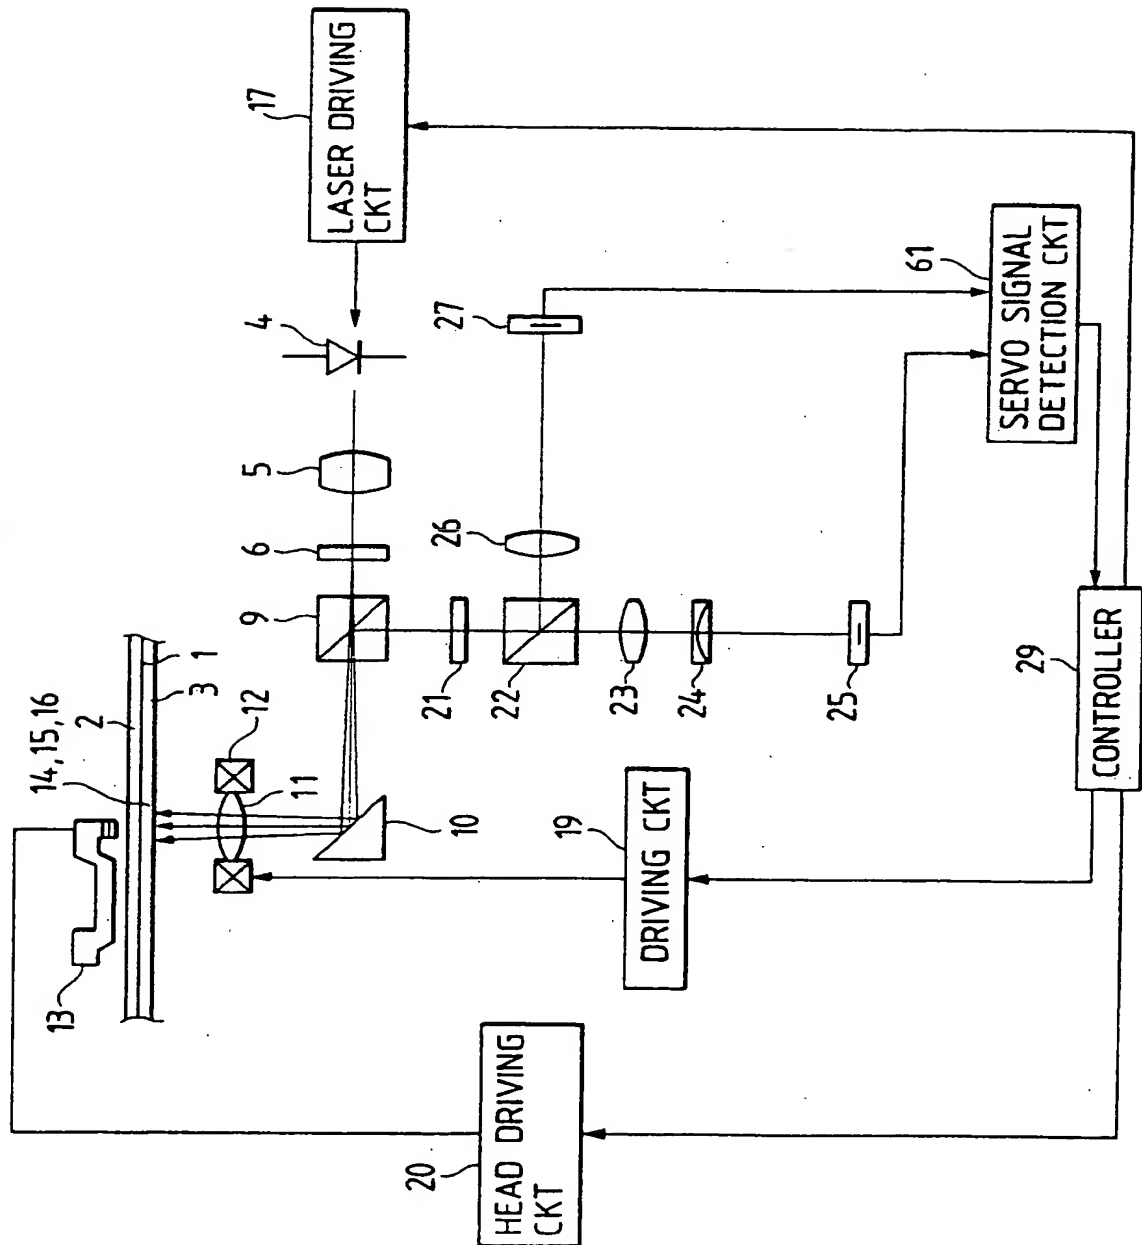 13
14, 15, 16
2
1
3
12
11
9
6
5
4
17
LASER DRIVING
CKT
20
HEAD DRIVING
CKT
10
21
26
27
22
19
DRIVING CKT
23
24
25
61
SERVO SIGNAL
DETECTION CKT
29
CONTROLLER